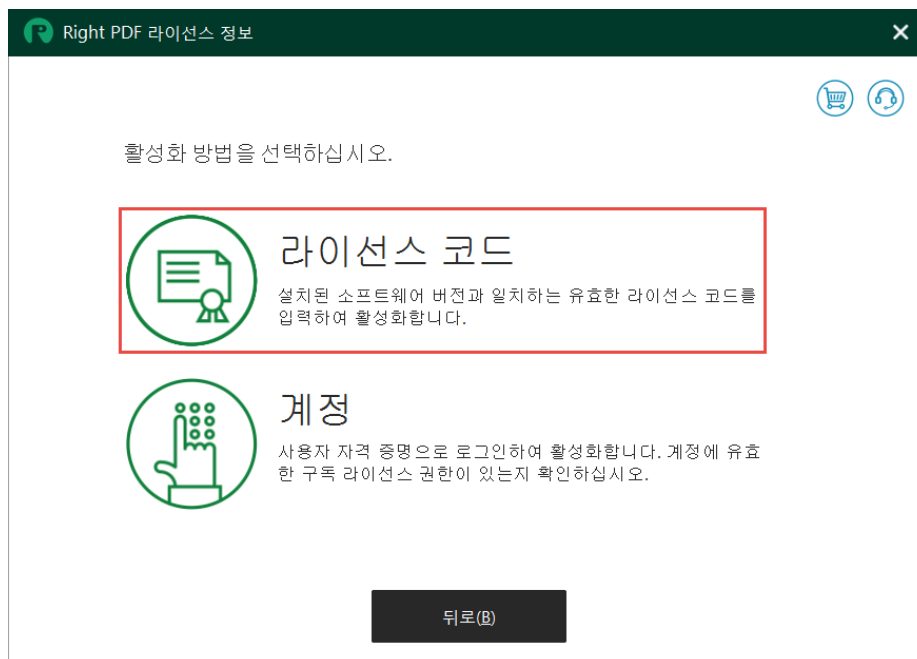 Right PDF 라이선스 정보
활성화 방법을 선택하십시오.
라이선스 코드
설치된 소프트웨어 버전과 일치하는 유효한 라이선스 코드를
입력하여 활성화합니다.
계정
사용자 자격 증명으로 로그인하여 활성화합니다. 계정에 유효
한 구독 라이선스 권한이 있는지 확인하십시오.
뒤로(B)